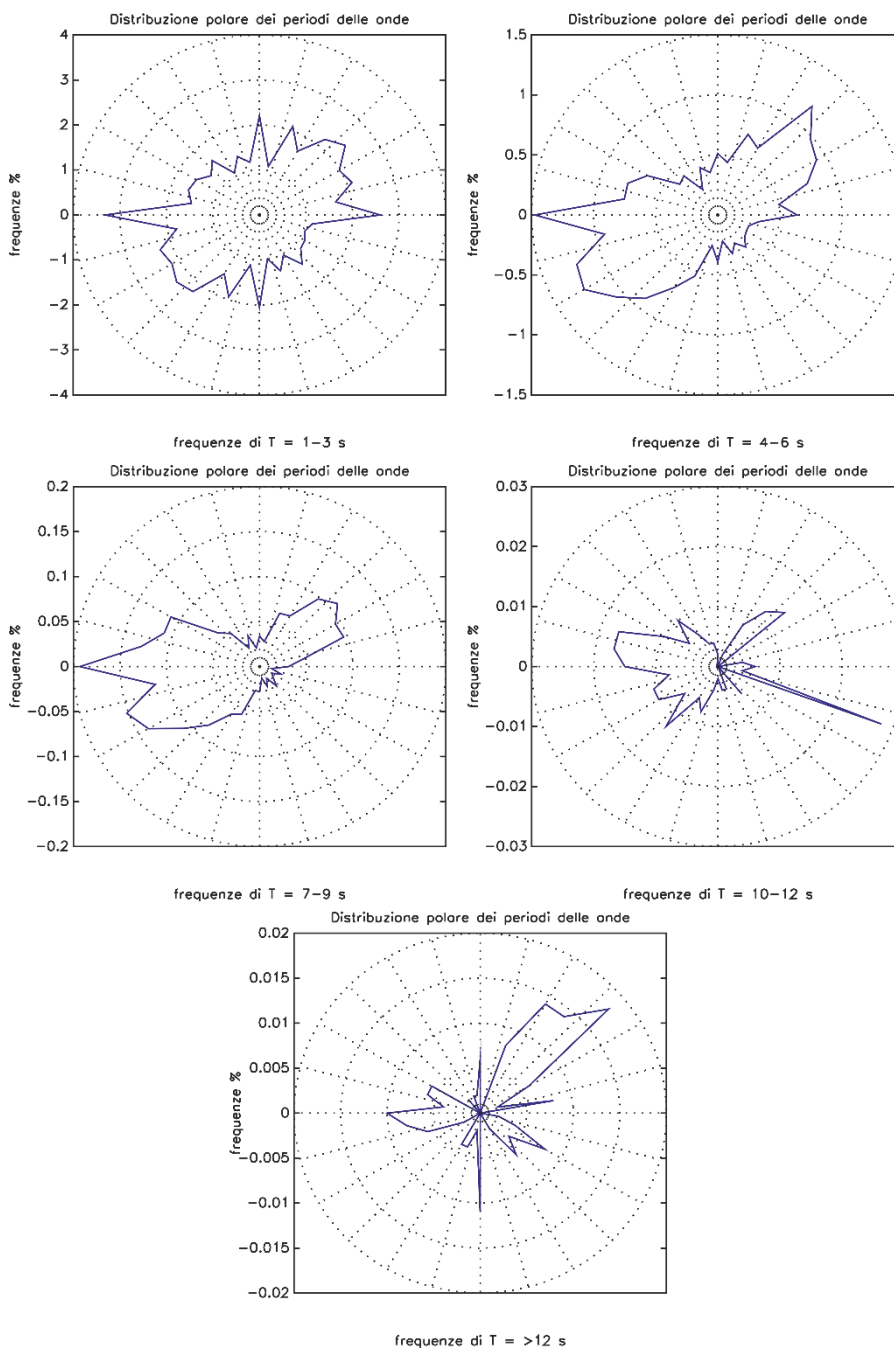 Distribuzione polare dei periodi delle onde
4
3
2
1
0
−1
−2
−3
−4
frequenze %
frequenze di T = 1−3 s
Distribuzione polare dei periodi delle onde
1.5
1
0.5
0
−0.5
−1
−1.5
frequenze %
frequenze di T = 4−6 s
Distribuzione polare dei periodi delle onde
0.2
0.15
0.1
0.05
0
−0.05
−0.1
−0.15
−0.2
frequenze %
frequenze di T = 7−9 s
Distribuzione polare dei periodi delle onde
0.03
0.02
0.01
0
−0.01
−0.02
−0.03
frequenze %
frequenze di T = 10−12 s
Distribuzione polare dei periodi delle onde
0.02
0.015
0.01
0.005
0
−0.005
−0.01
−0.015
−0.02
frequenze %
frequenze di T = >12 s